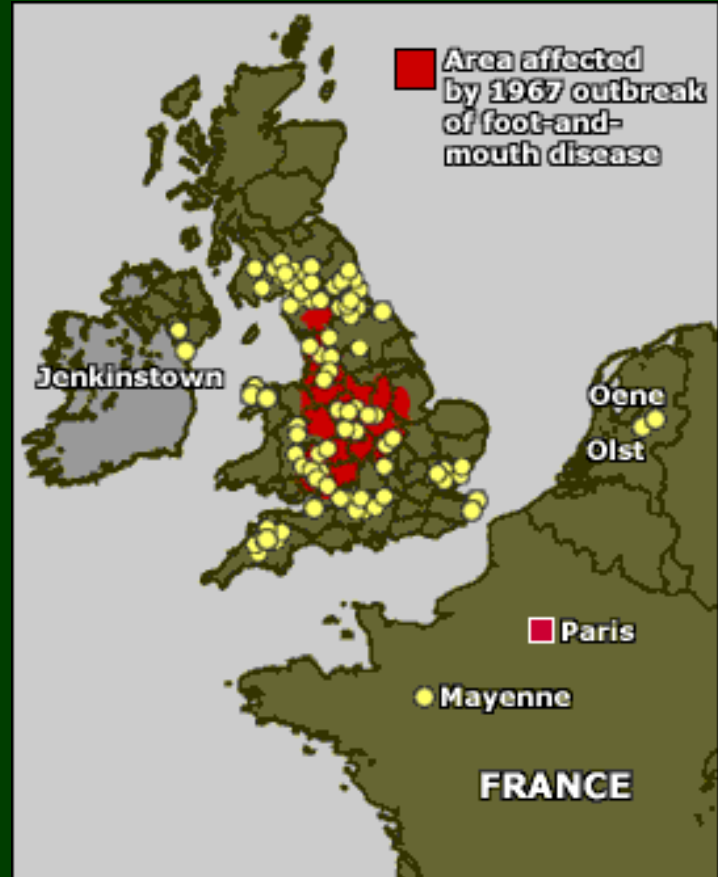 Area affected
by 1967 outbreak
of foot-and-
mouth disease
Jenkinstown
Oene
Olst
Paris
Mayenne
FRANCE